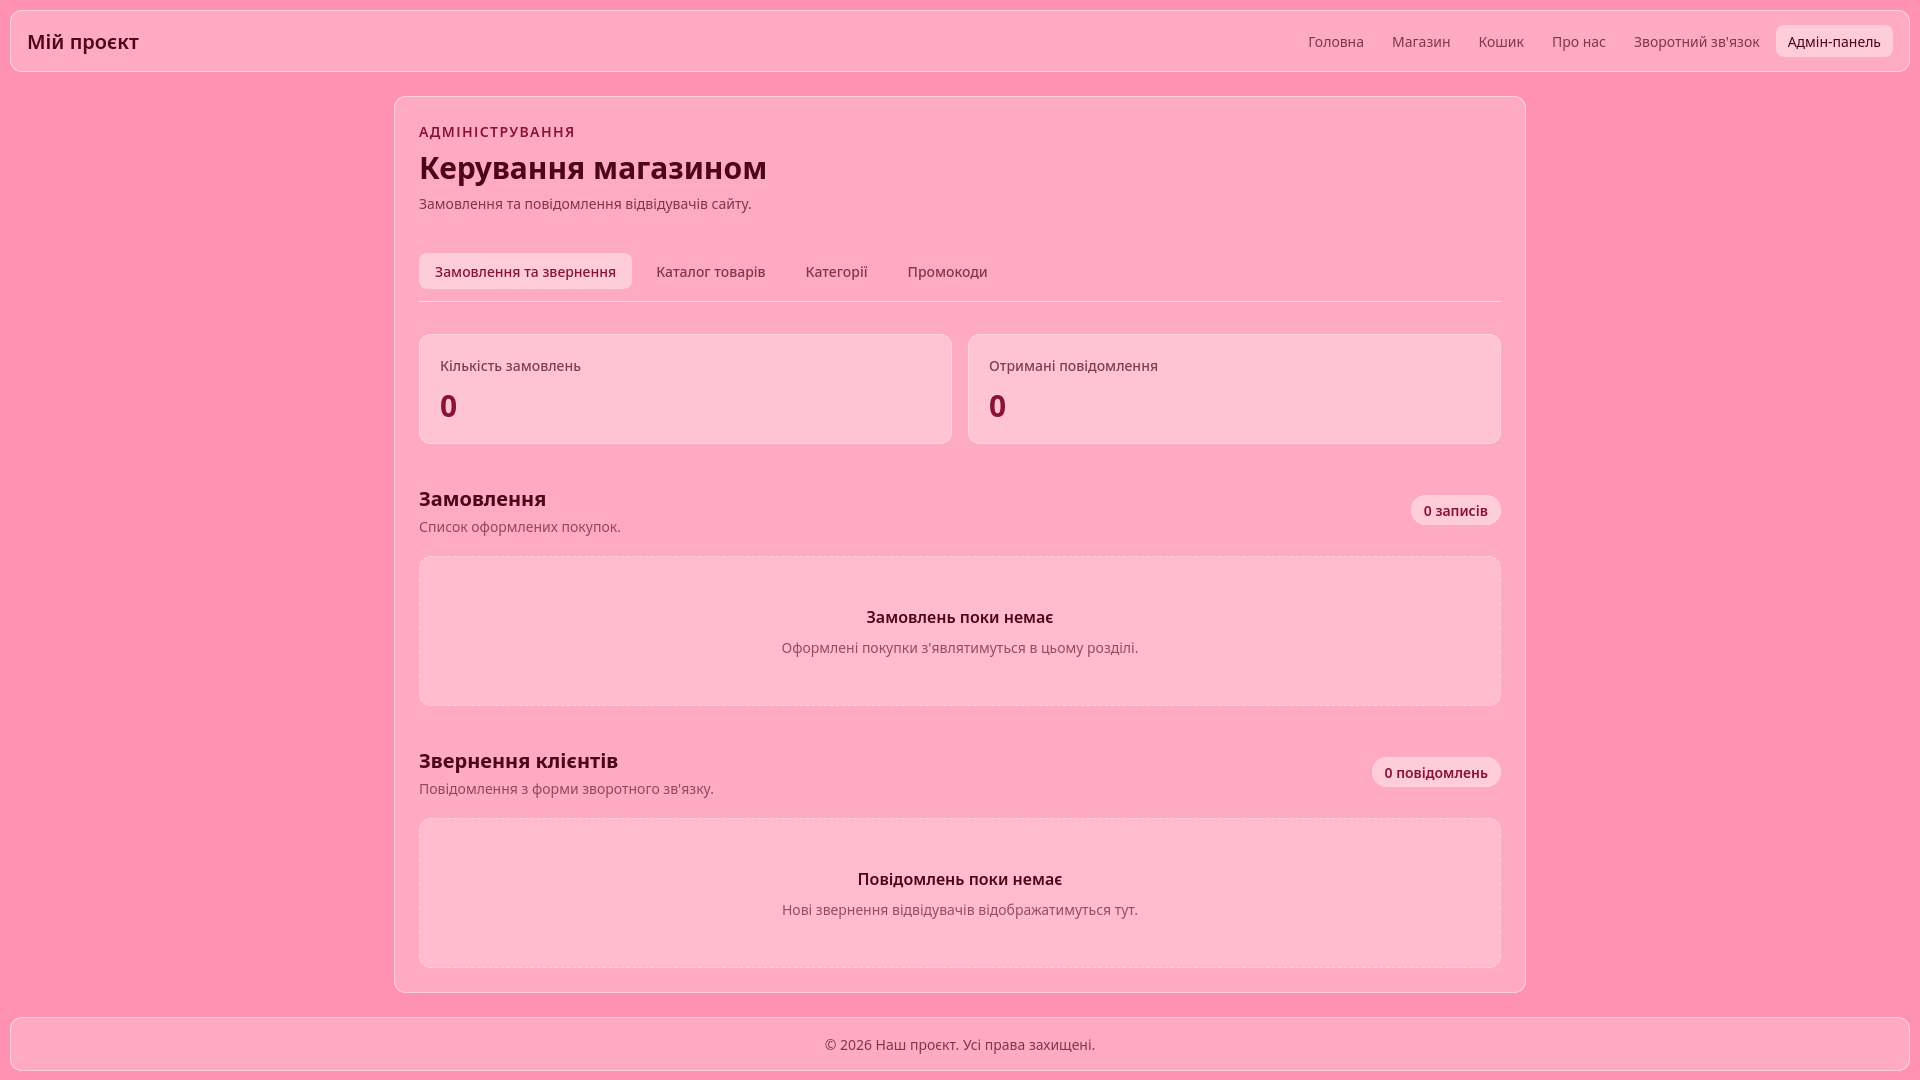 Мій проєкт
Головна
Магазин
Кошик
Про нас
Зворотний зв'язок
Адмін-панель
АДМІНІСТРУВАННЯ
Керування магазином
Замовлення та повідомлення відвідувачів сайту.
Замовлення та звернення
Каталог товарів
Категорії
Промокоди
Кількість замовлень
0
Отримані повідомлення
0
Замовлення
Список оформлених покупок.
0 записів
Замовлень поки немає
Оформлені покупки з'являтимуться в цьому розділі.
Звернення клієнтів
Повідомлення з форми зворотного зв'язку.
0 повідомлень
Повідомлень поки немає
Нові звернення відвідувачів відображатимуться тут.
© 2026 Наш проєкт. Усі права захищені.